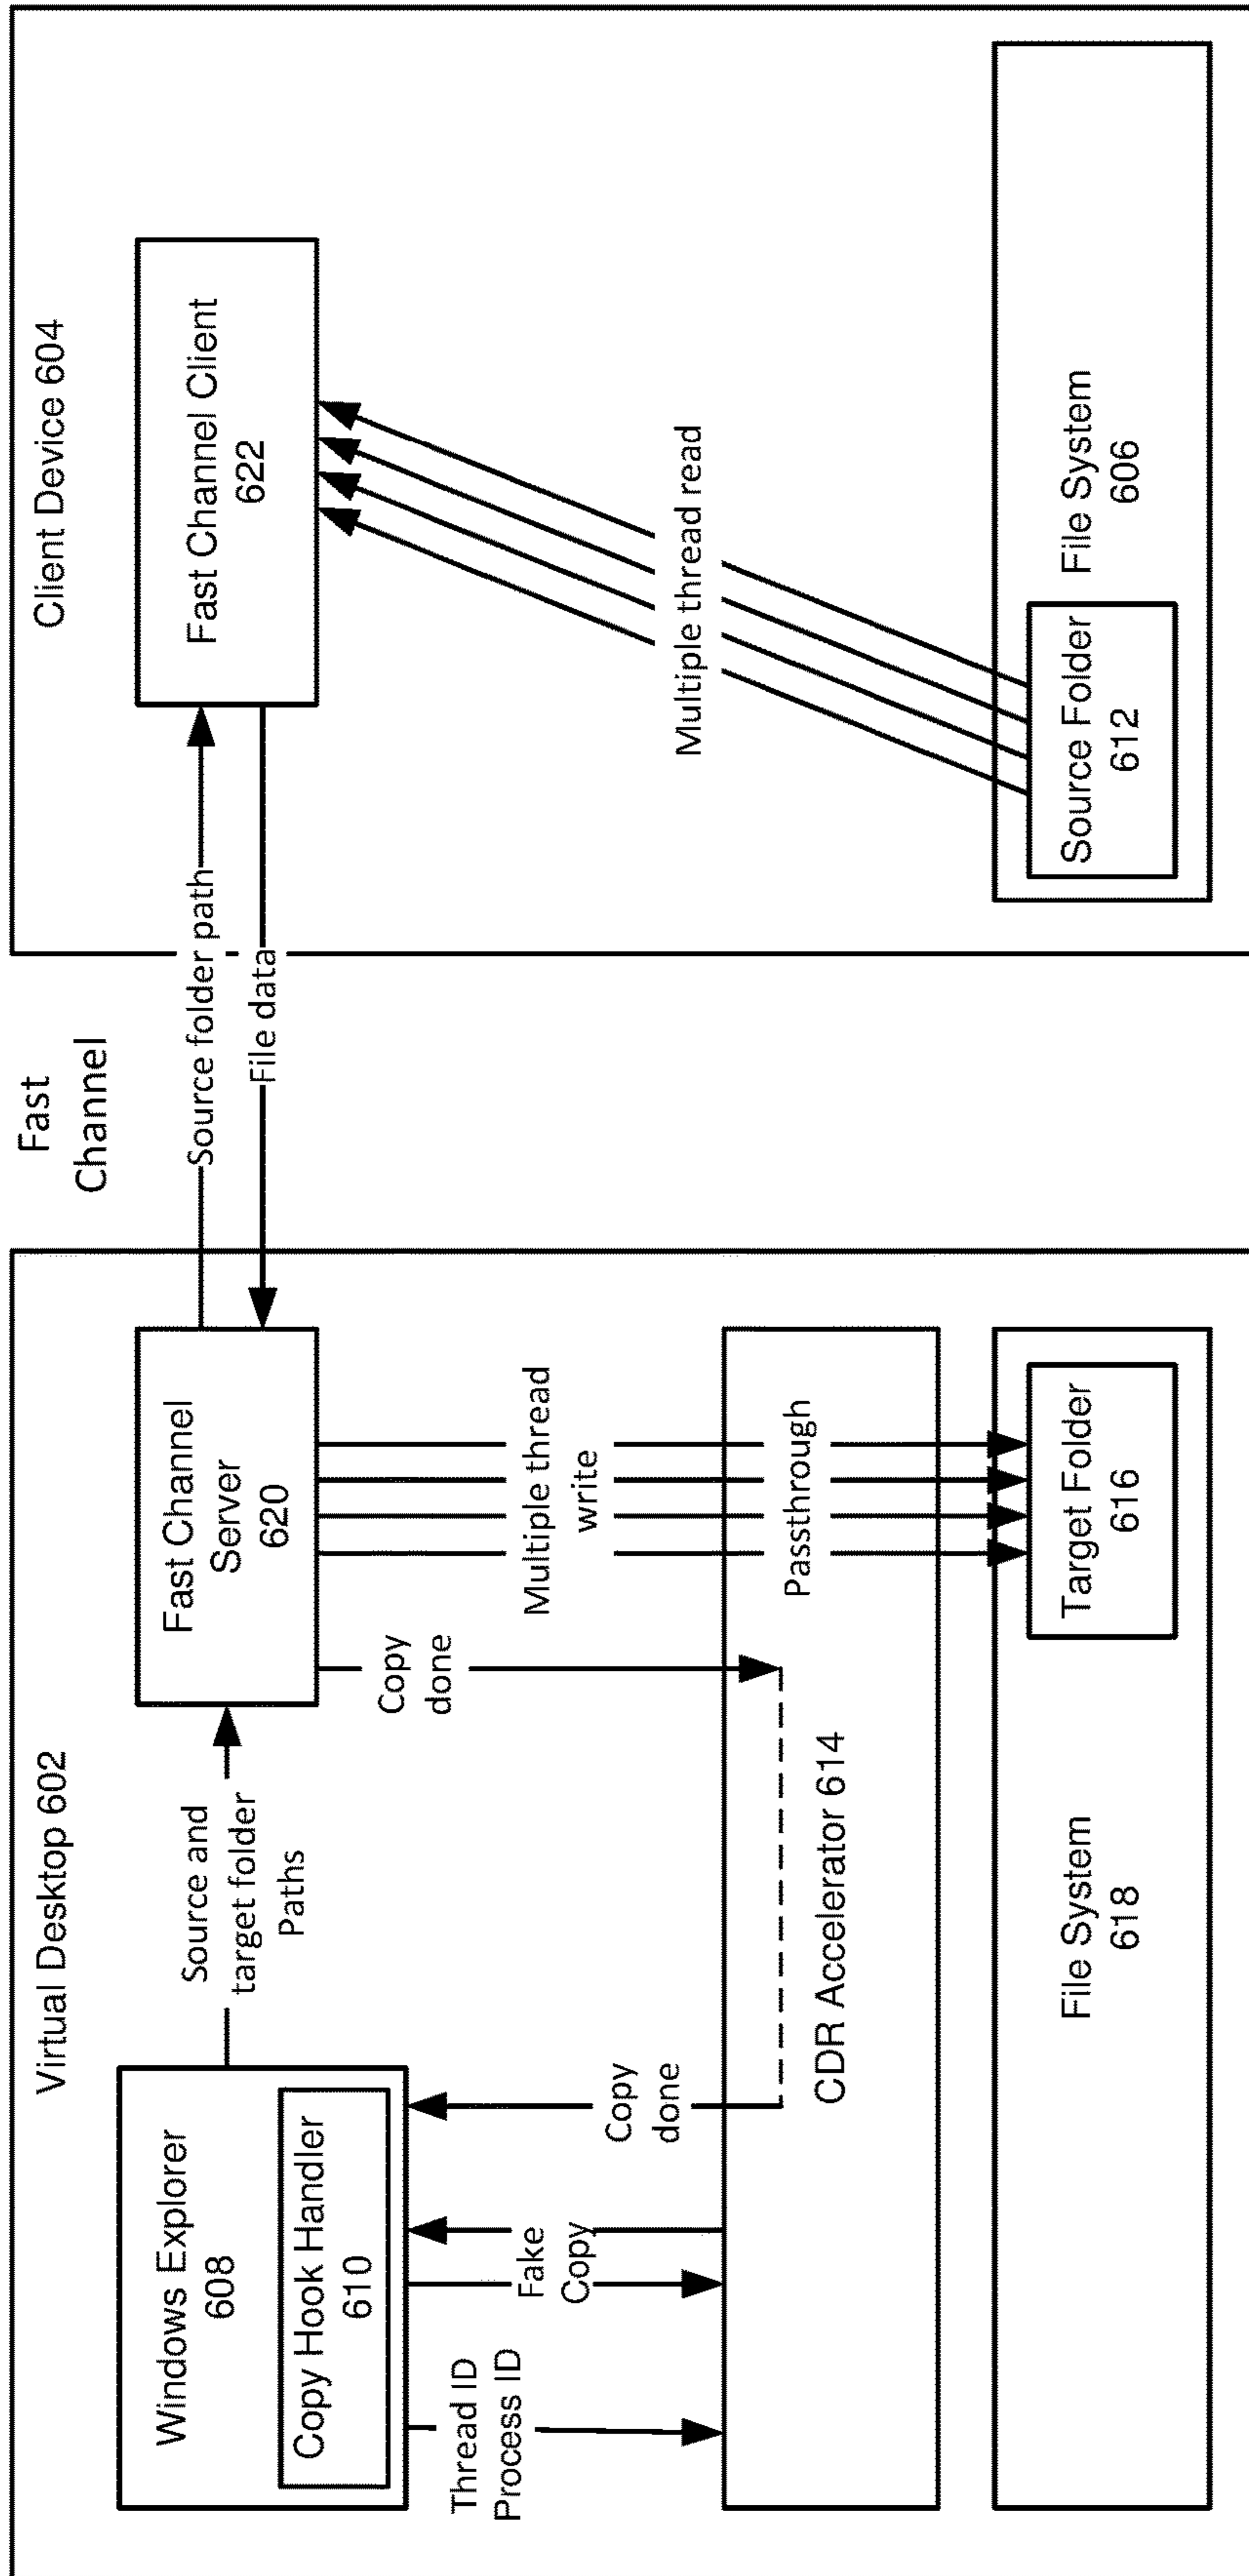 Virtual Desktop 602
Windows Explorer
608
Copy Hook Handler
610
Source and
target folder
Paths
Fast Channel
Server
620
Thread ID
Process ID
Fake
Copy
Copy
done
Copy
done
Multiple thread
write
Passthrough
CDR Accelerator 614
File System
618
Target Folder
616
Fast
Channel
Source folder path
File data
Client Device 604
Fast Channel Client
622
Multiple thread read
Source Folder
612
File System
606